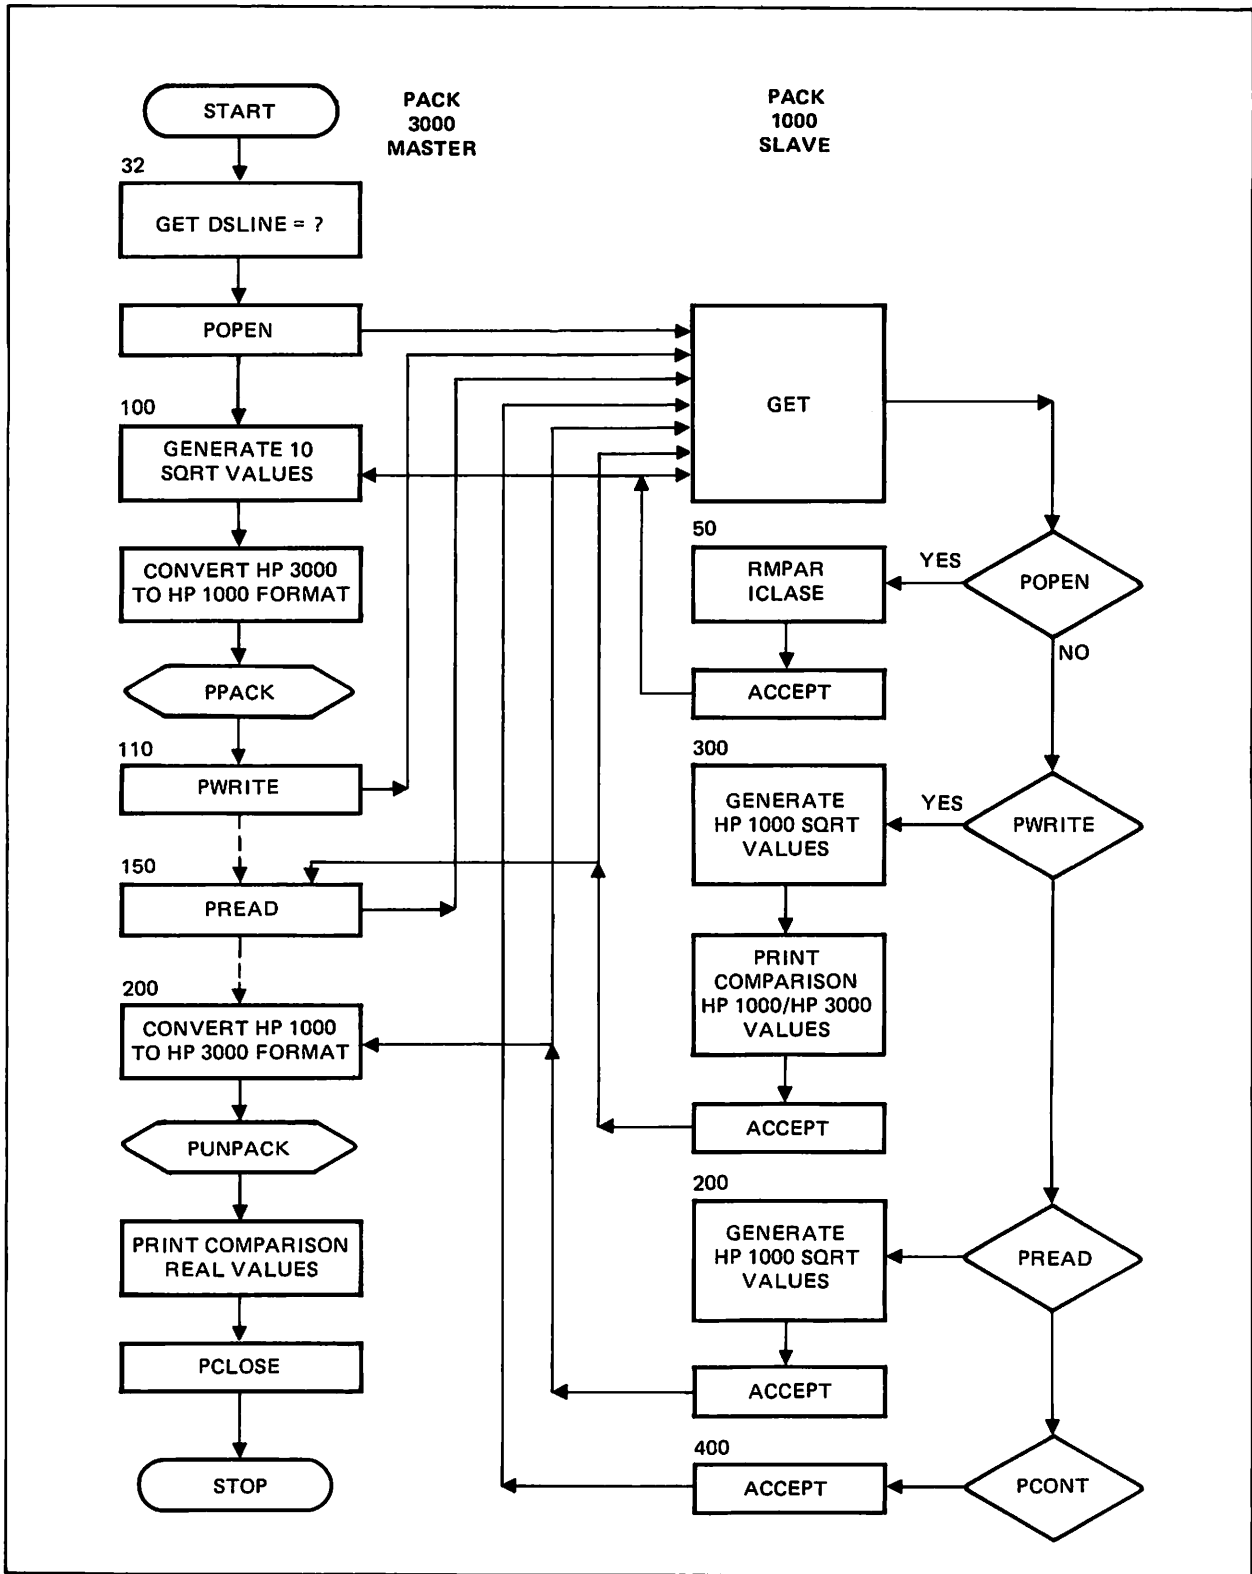 START
PACK
3000
MASTER
PACK
1000
SLAVE
32
GET DSLINE = ?
POPEN
100
GENERATE 10
SQRT VALUES
CONVERT HP 3000
TO HP 1000 FORMAT
PPACK
110
PWRITE
150
PREAD
200
CONVERT HP 1000
TO HP 3000 FORMAT
PUNPACK
PRINT COMPARISON
REAL VALUES
PCLOSE
STOP
GET
50
RMPAR
ICLASE
YES
POPEN
NO
ACCEPT
300
GENERATE
HP 1000 SQRT
VALUES
YES
PWRITE
PRINT
COMPARISON
HP 1000/HP 3000
VALUES
ACCEPT
200
GENERATE
HP 1000 SQRT
VALUES
PREAD
ACCEPT
400
ACCEPT
PCONT